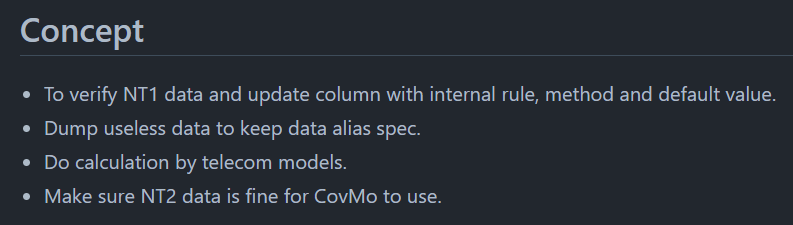 Concept
To verify NT1 data and update column with internal rule, method and default value.
Dump useless data to keep data alias spec.
Do calculation by telecom models.
Make sure NT2 data is fine for CovMo to use.